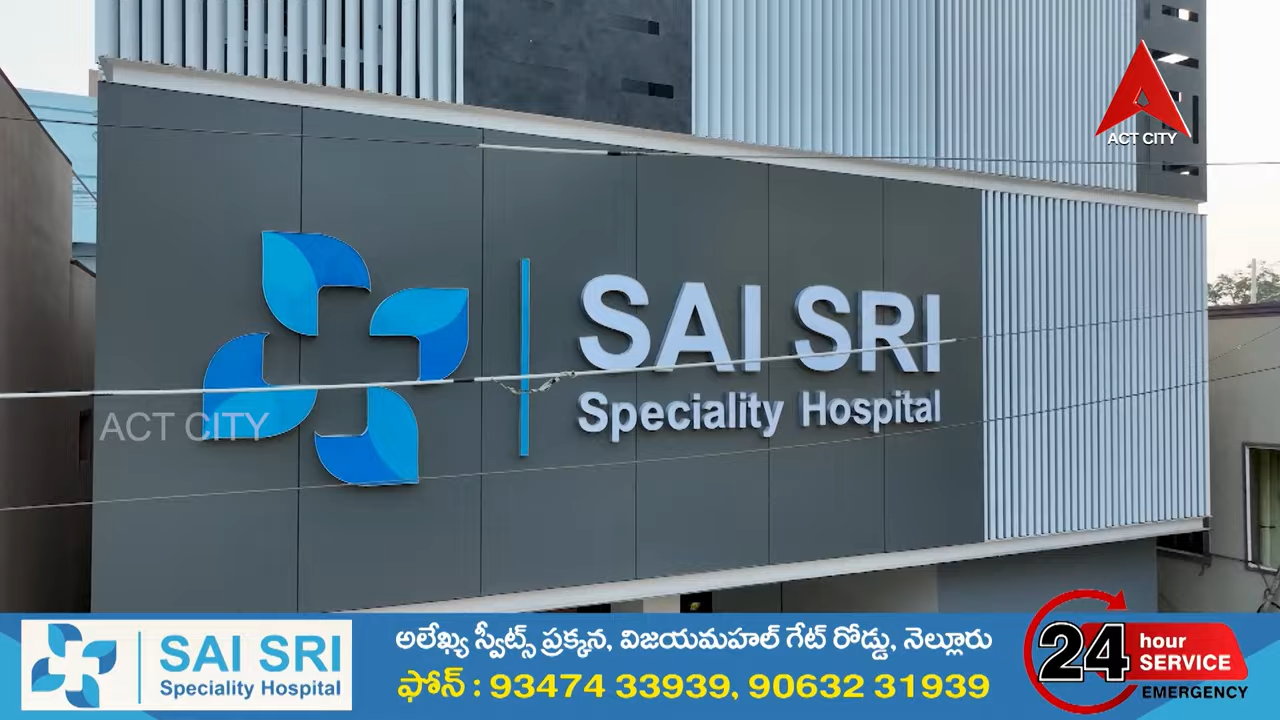 ACT CITY
SAI SRI
Speciality Hospital
ACT CITY
SAI SRI
Speciality Hospital
అలేఖ్య స్వీట్స్ ప్రక్కన, విజయమహల్ గేట్ రోడ్డు, నెల్లూరు
ఫోన్ : 93474 33939, 90632 31939
24 hour
SERVICE
EMERGENCY